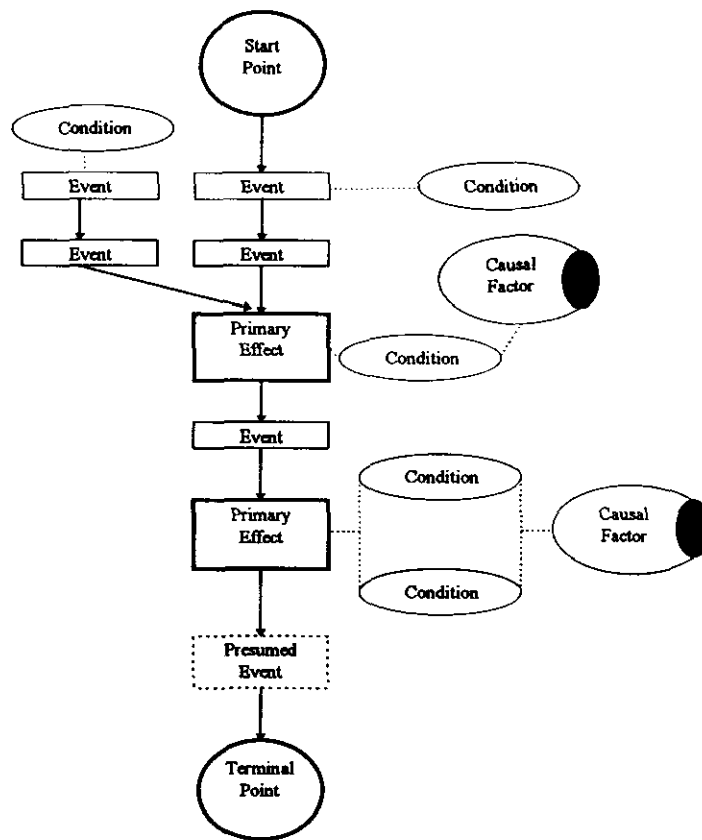 Start
Point
Condition
Event
Event
Condition
Event
Event
Causal
Factor
Primary
Effect
Condition
Event
Condition
Primary
Effect
Causal
Factor
Condition
Presumed
Event
Terminal
Point